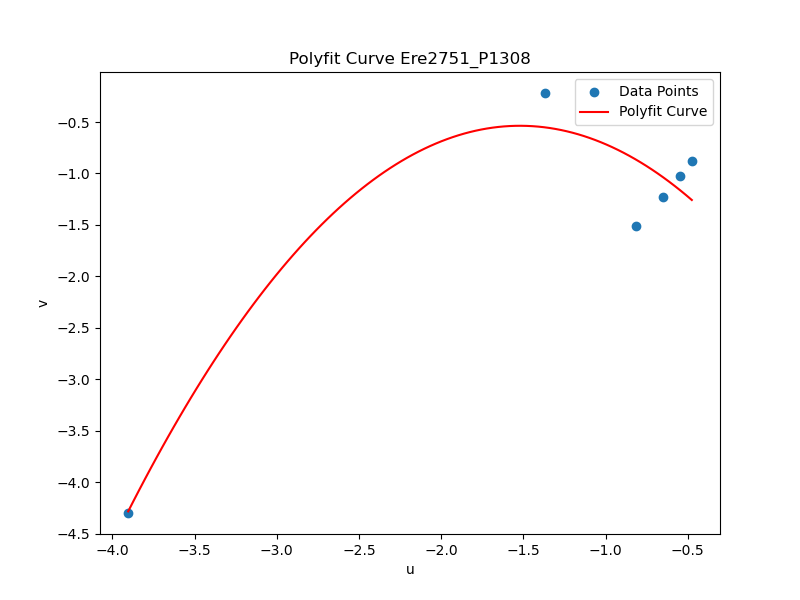 Polyfit Curve Ere2751_P1308
Data Points
Polyfit Curve
−0.5
−1.0
−1.5
−2.0
−2.5
−3.0
−3.5
−4.0
−4.5
v
−4.0 −3.5 −3.0 −2.5 −2.0 −1.5 −1.0 −0.5
u